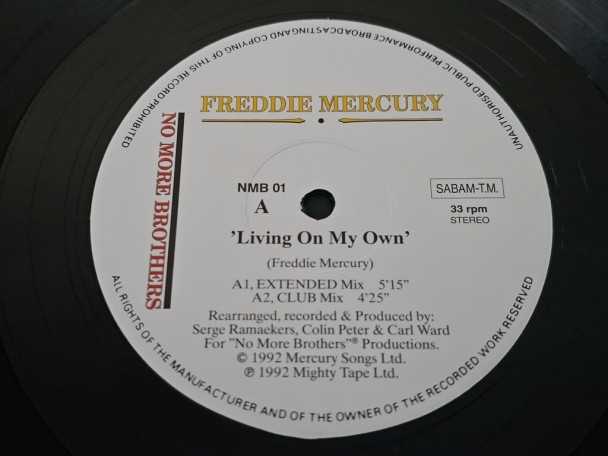 UNAUTHORISED PUBLIC PERFORMANCE BROADCASTINGAND COPYING OF THIS RECORD PROHIBITED
FREDDIE MERCURY
NO MORE BROTHERS
NMB 01
A
SABAM-T.M.
33 rpm
STEREO
’Living On My Own’
(Freddie Mercury)
A1, EXTENDED Mix 5'15”
A2, CLUB Mix 4'25”
Rearranged, recorded & Produced by:
Serge Ramaekers, Colin Peter & Carl Ward
For "No More Brothers"® Productions.
© 1992 Mercury Songs Ltd.
℗ 1992 Mighty Tape Ltd.
ALL RIGHTS OF THE MANUFACTURER AND OF THE OWNER OF THE RECORDED WORK RESERVED